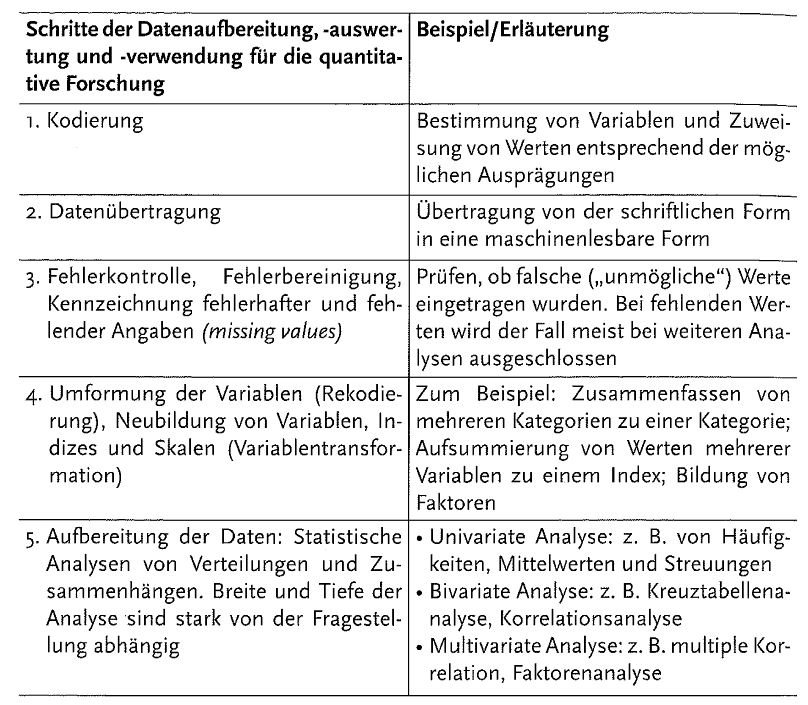 Schritte der Datenaufbereitung, -auswer-
tung und -verwendung für die quantita-
tive Forschung
Beispiel/Erläuterung
1. Kodierung
Bestimmung von Variablen und Zuwei-
sung von Werten entsprechend der mög-
lichen Ausprägungen
2. Datenübertragung
Übertragung von der schriftlichen Form
in eine maschinenlesbare Form
3. Fehlerkontrolle, Fehlerbereinigung,
Kennzeichnung fehlerhafter und feh-
lender Angaben (missing values)
Prüfen, ob falsche („unmögliche“) Werte
eingetragen wurden. Bei fehlenden Wer-
ten wird der Fall meist bei weiteren Ana-
lysen ausgeschlossen
4. Umformung der Variablen (Rekodie-
rung), Neubildung von Variablen, In-
dizes und Skalen (Variablentransfor-
mation)
Zum Beispiel: Zusammenfassen von
mehreren Kategorien zu einer Kategorie;
Aufsummierung von Werten mehrerer
Variablen zu einem Index; Bildung von
Faktoren
5. Aufbereitung der Daten: Statistische
Analysen von Verteilungen und Zu-
sammenhängen. Breite und Tiefe der
Analyse sind stark von der Fragestel-
lung abhängig
• Univariate Analyse: z. B. von Häufig-
keiten, Mittelwerten und Streuungen
• Bivariate Analyse: z. B. Kreuztabellena-
nalyse, Korrelationsanalyse
• Multivariate Analyse: z. B. multiple Kor-
relation, Faktorenanalyse